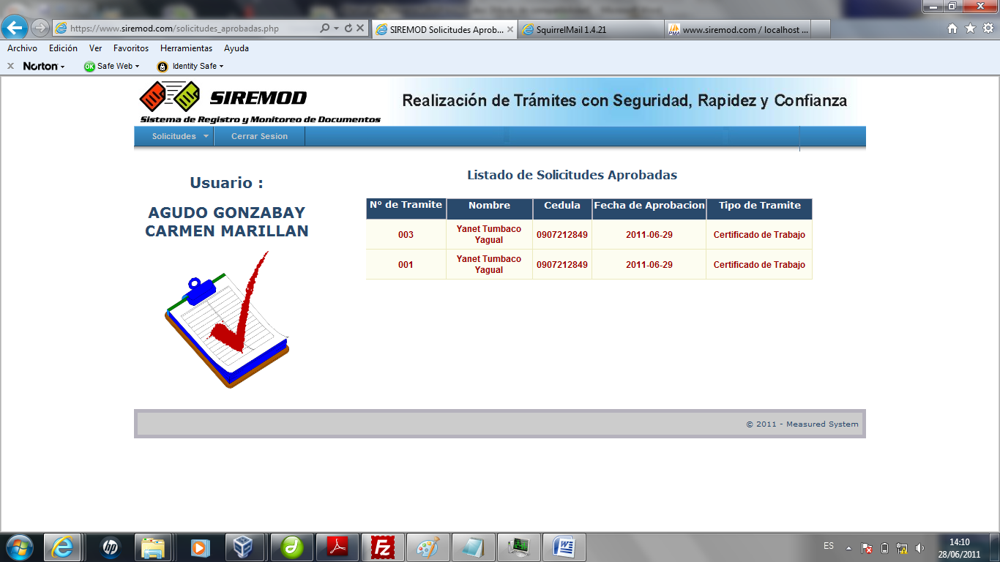 https://www.siremod.com/solicitudes_aprobadas.php
SIREMOD Solicitudes Aprob...
SquirrelMail 1.4.21
www.siremod.com / localhost ...
Archivo Edición Ver Favoritos Herramientas Ayuda
x Norton Safe Web Identity Safe
SIREMOD
Sistema de Registro y Monitoreo de Documentos
Realización de Trámites con Seguridad, Rapidez y Confianza
Solicitudes Cerrar Sesion
Usuario :
AGUDO GONZABAY
CARMEN MARILLAN
Listado de Solicitudes Aprobadas
N° de Tramite Nombre Cedula Fecha de Aprobacion Tipo de Tramite
003 Yanet Tumbaco Yagual 0907212849 2011-06-29 Certificado de Trabajo
001 Yanet Tumbaco Yagual 0907212849 2011-06-29 Certificado de Trabajo
© 2011 - Measured System
ES
14:10
28/06/2011